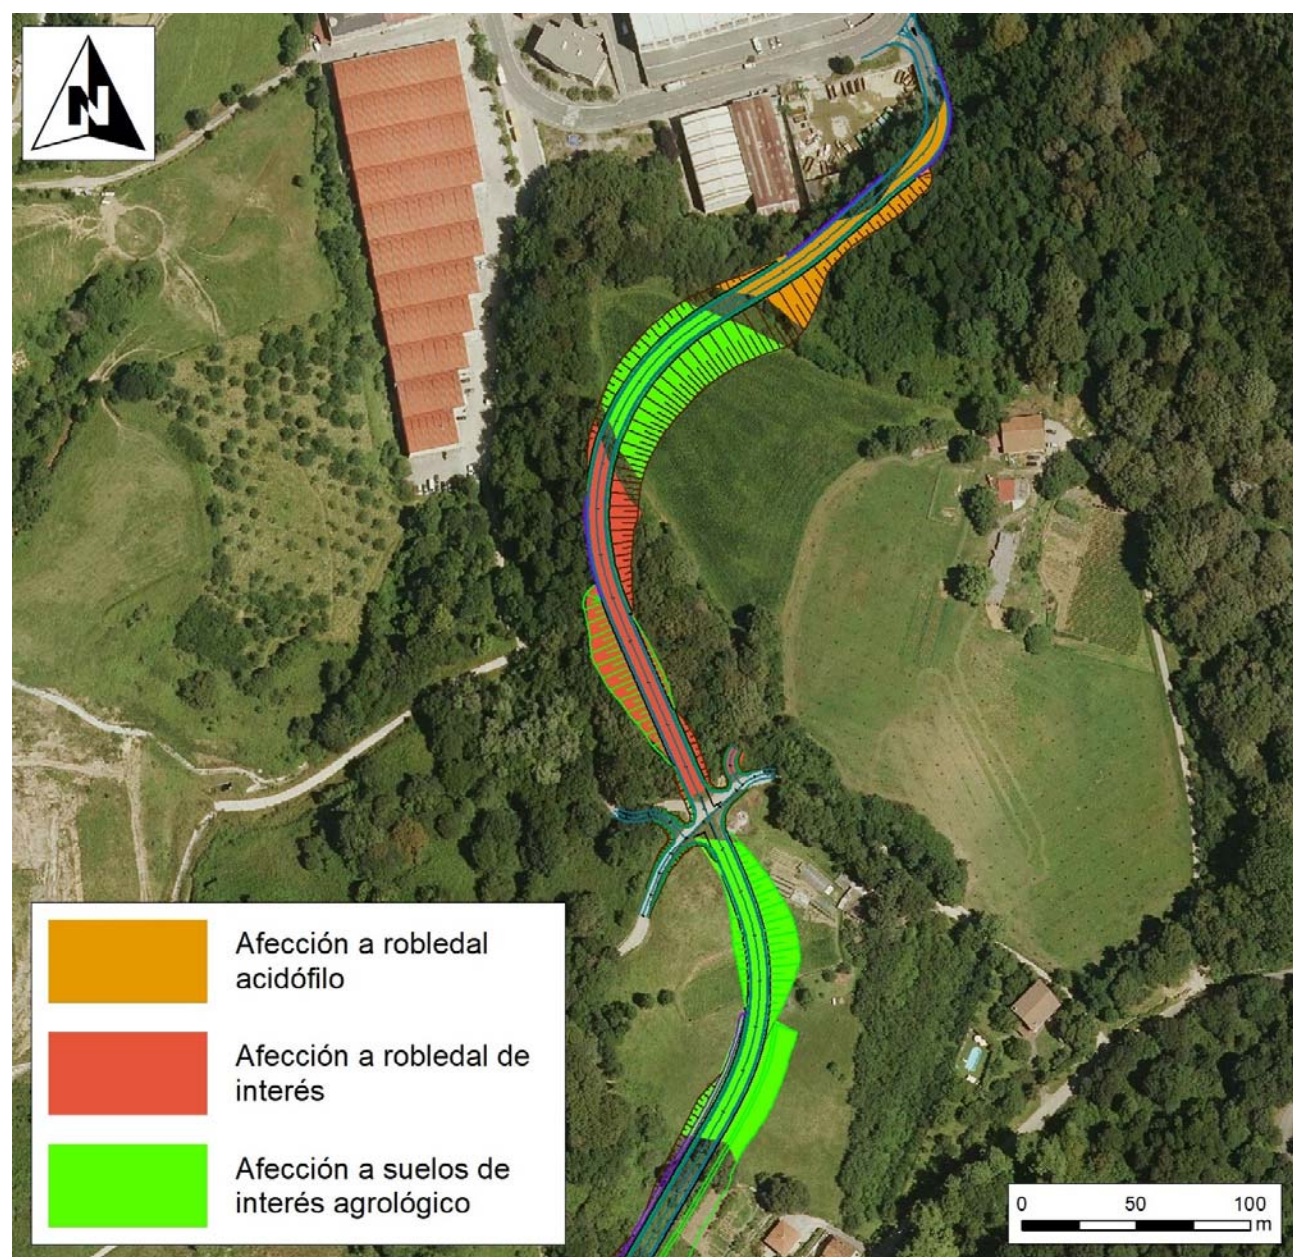 N
Afección a robledal
acidófilo
Afección a robledal de
interés
Afección a suelos de
interés agrológico
0 50 100
m